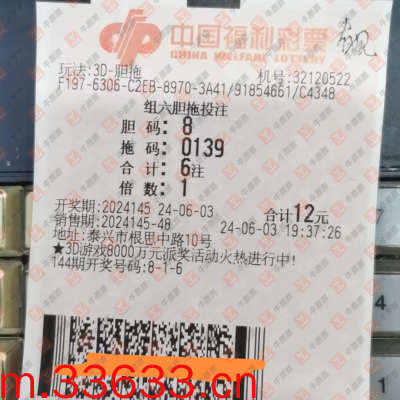 中国福利彩票
CHINA WELFARE LOTTERY
玩法:3D-胆拖 机号:32120522
F197-6306-C2EB-8970-3A41/91854661/C4348
组六胆拖投注
胆 码: 8
拖 码: 0139
合 计: 6注
倍 数: 1
开奖期:2024145 24-06-03 合计12元
销售期:2024145-48 24-06-03 19:37:26
地址:泰兴市根思中路10号
★3D游戏8000万元派奖活动火热进行中!
144期开奖号码:8-1-6
4
1
m.33633.cn